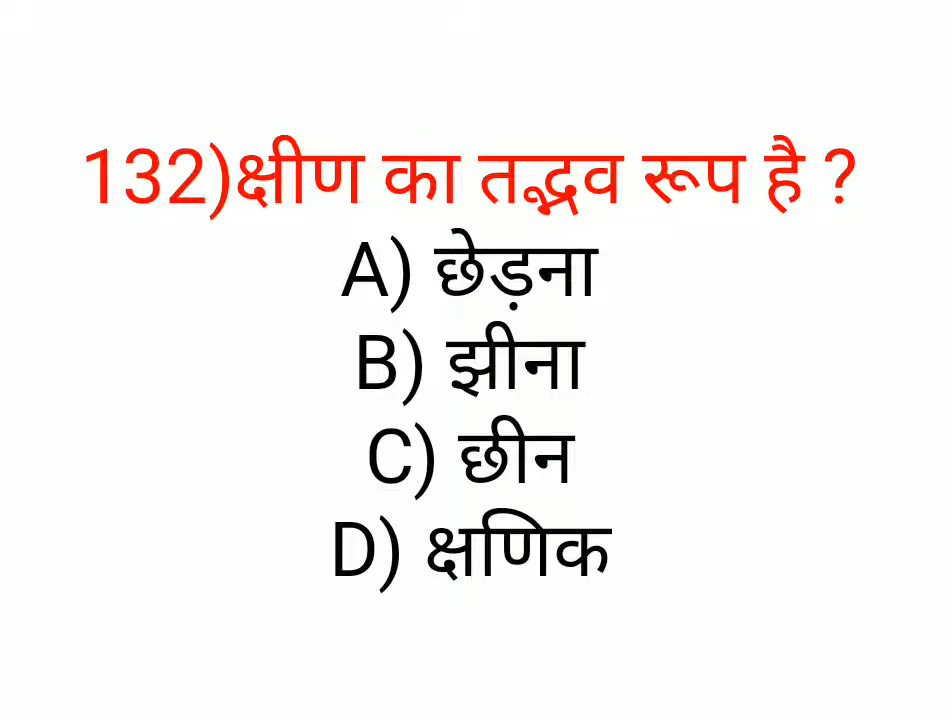 132)क्षीण का तद्भव रूप है ?
A) छेड़ना
B) झीना
C) छीन
D) क्षणिक